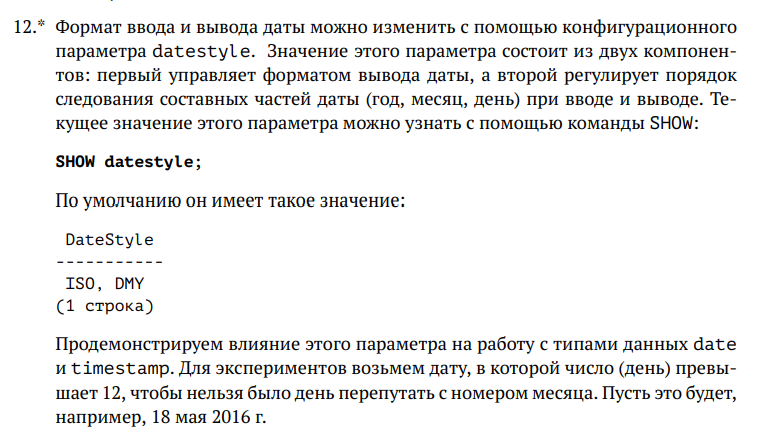 12.* Формат ввода и вывода даты можно изменить с помощью конфигурационного
параметра datestyle. Значение этого параметра состоит из двух компонен-
тов: первый управляет форматом вывода даты, а второй регулирует порядок
следования составных частей даты (год, месяц, день) при вводе и выводе. Те-
кущее значение этого параметра можно узнать с помощью команды SHOW:
SHOW datestyle;
По умолчанию он имеет такое значение:
DateStyle
-----------
ISO, DMY
(1 строка)
Продемонстрируем влияние этого параметра на работу с типами данных date
и timestamp. Для экспериментов возьмем дату, в которой число (день) превы-
шает 12, чтобы нельзя было день перепутать с номером месяца. Пусть это будет,
например, 18 мая 2016 г.